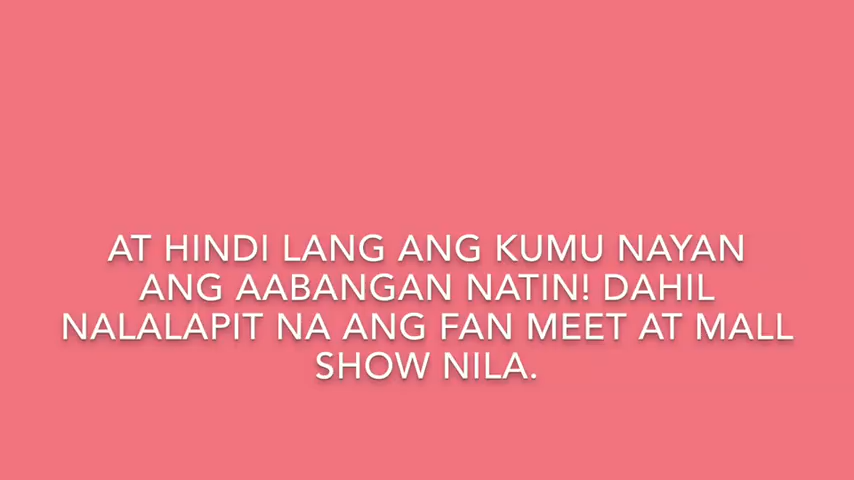 AT HINDI LANG ANG KUMU NAYAN
ANG AABANGAN NATIN! DAHIL
NALALAPIT NA ANG FAN MEET AT MALL
SHOW NILA.